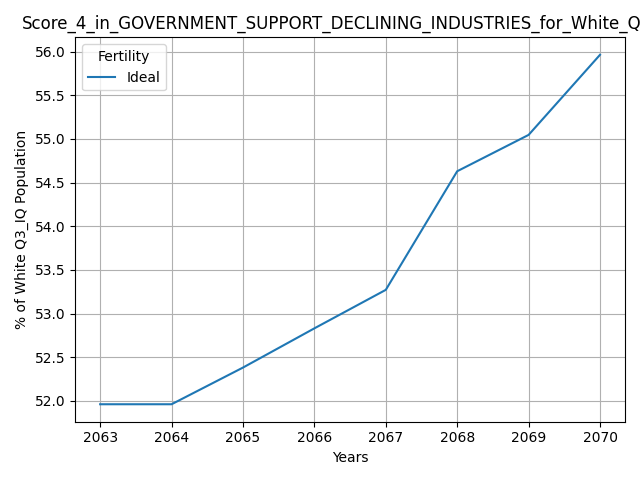 Score_4_in_GOVERNMENT_SUPPORT_DECLINING_INDUSTRIES_for_White_Q
56.0
55.5
55.0
54.5
54.0
53.5
53.0
52.5
52.0
% of White Q3_IQ Population
Fertility
Ideal
2063 2064 2065 2066 2067 2068 2069 2070
Years